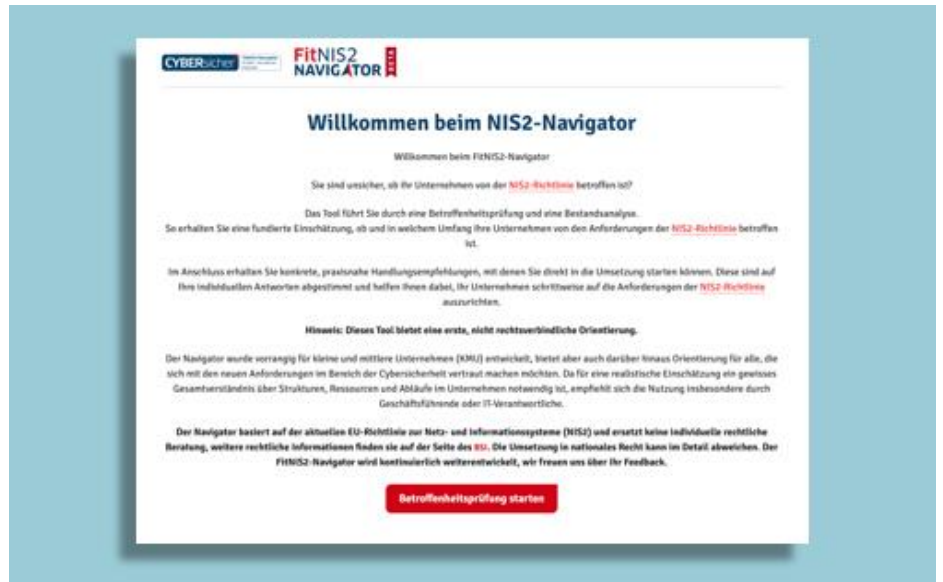 CYBERsicher
FitNIS2
NAVIGATOR
BETA
Willkommen beim NIS2-Navigator
Willkommen beim FitNIS2-Navigator
Sie sind unsicher, ob Ihr Unternehmen von der NIS2-Richtlinie betroffen ist?
Das Tool führt Sie durch eine Betroffenheitsprüfung und eine Bestandsanalyse.
So erhalten Sie eine fundierte Einschätzung, ob und in welchem Umfang Ihre Unternehmen von den Anforderungen der NIS2-Richtlinie betroffen
ist.
Im Anschluss erhalten Sie konkrete, praxisnahe Handlungsempfehlungen, mit denen Sie direkt in die Umsetzung starten können. Diese sind auf
Ihre individuellen Antworten abgestimmt und helfen Ihnen dabei, Ihr Unternehmen schrittweise auf die Anforderungen der NIS2-Richtlinie
auszurichten.
Hinweis: Dieses Tool bietet eine erste, nicht rechtsverbindliche Orientierung.
Der Navigator wurde vorrangig für kleine und mittlere Unternehmen (KMU) entwickelt, bietet aber auch darüber hinaus Orientierung für alle, die
sich mit den neuen Anforderungen im Bereich der Cybersicherheit vertraut machen möchten. Da für eine realistische Einschätzung ein gewisses
Gesamtverständnis über Strukturen, Ressourcen und Abläufe im Unternehmen notwendig ist, empfiehlt sich die Nutzung insbesondere durch
Geschäftsführende oder IT-Verantwortliche.
Der Navigator basiert auf der aktuellen EU-Richtlinie zur Netz- und Informationssysteme (NIS2) und ersetzt keine individuelle rechtliche
Beratung, weitere rechtliche Informationen finden sie auf der Seite des BSI. Die Umsetzung in nationales Recht kann im Detail abweichen. Der
FitNIS2-Navigator wird kontinuierlich weiterentwickelt, wir freuen uns über Ihr Feedback.
Betroffenheitsprüfung starten